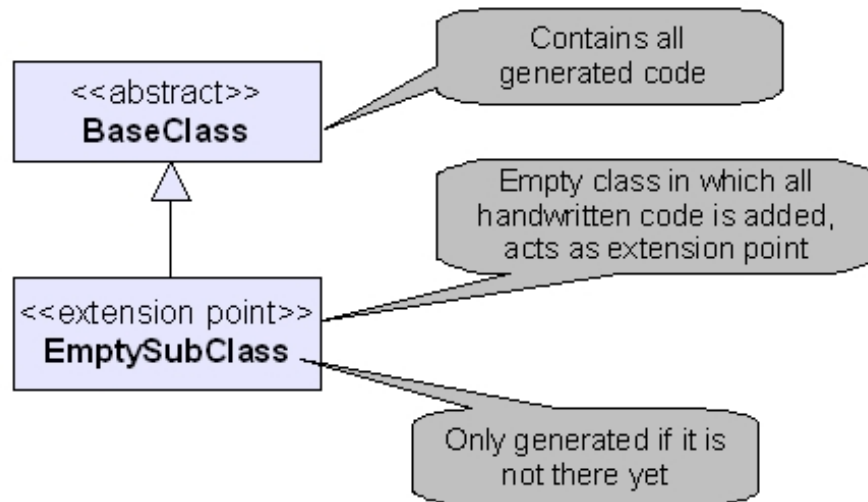 Contains all
generated code
<<abstract>>
BaseClass
Empty class in which all
handwritten code is added,
acts as extension point
<<extension point>>
EmptySubClass
Only generated if it is
not there yet